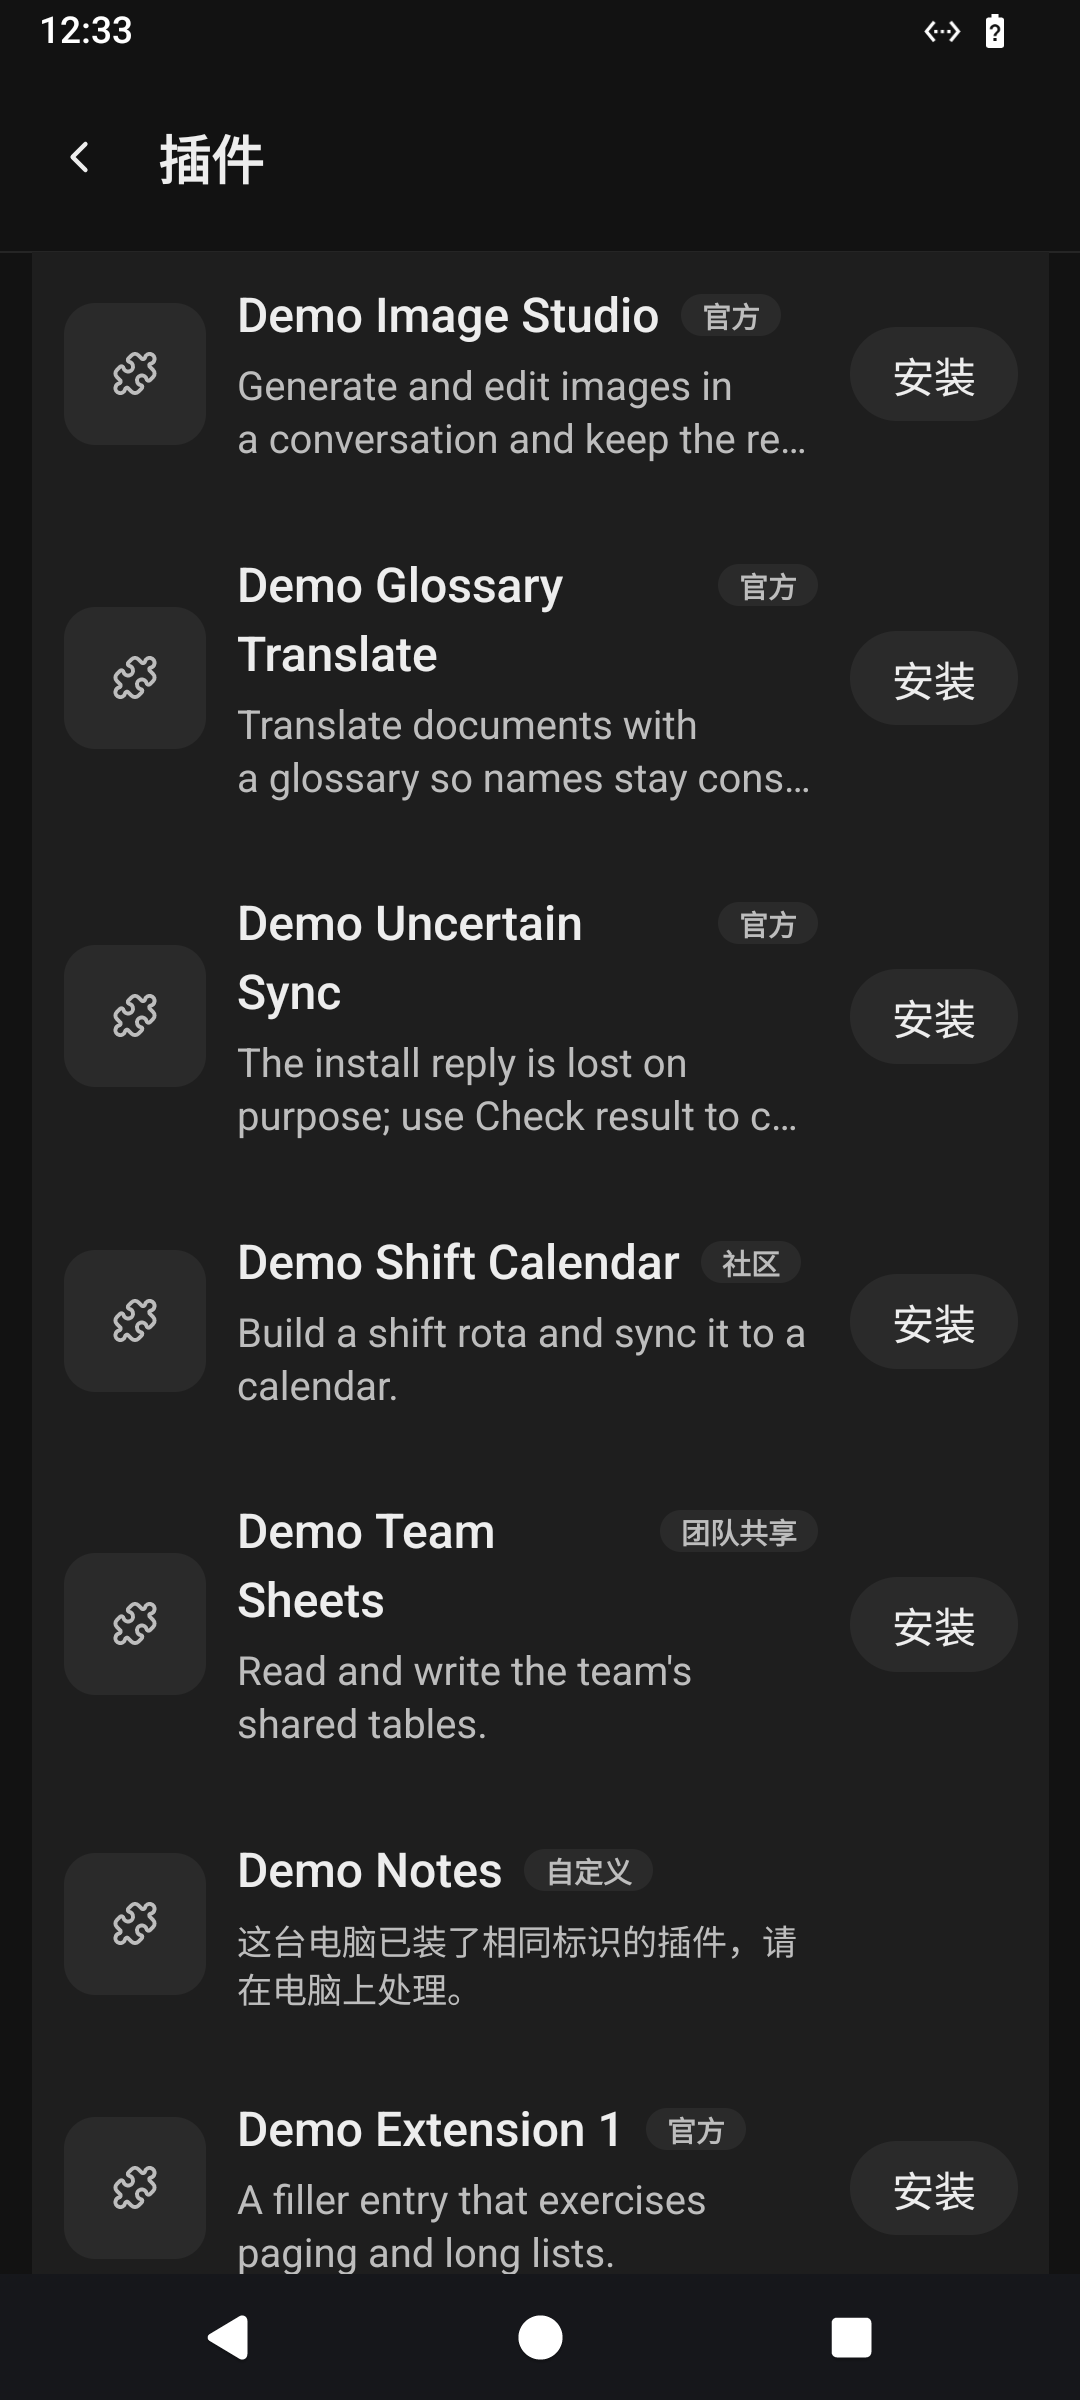 12:33
插件
Demo Image Studio 官方
Generate and edit images in
a conversation and keep the re…
安装
Demo Glossary 官方
Translate
Translate documents with
a glossary so names stay cons…
安装
Demo Uncertain 官方
Sync
The install reply is lost on
purpose; use Check result to c…
安装
Demo Shift Calendar 社区
Build a shift rota and sync it to a
calendar.
安装
Demo Team 团队共享
Sheets
Read and write the team's
shared tables.
安装
Demo Notes 自定义
这台电脑已装了相同标识的插件，请
在电脑上处理。
Demo Extension 1 官方
A filler entry that exercises
paging and long lists.
安装